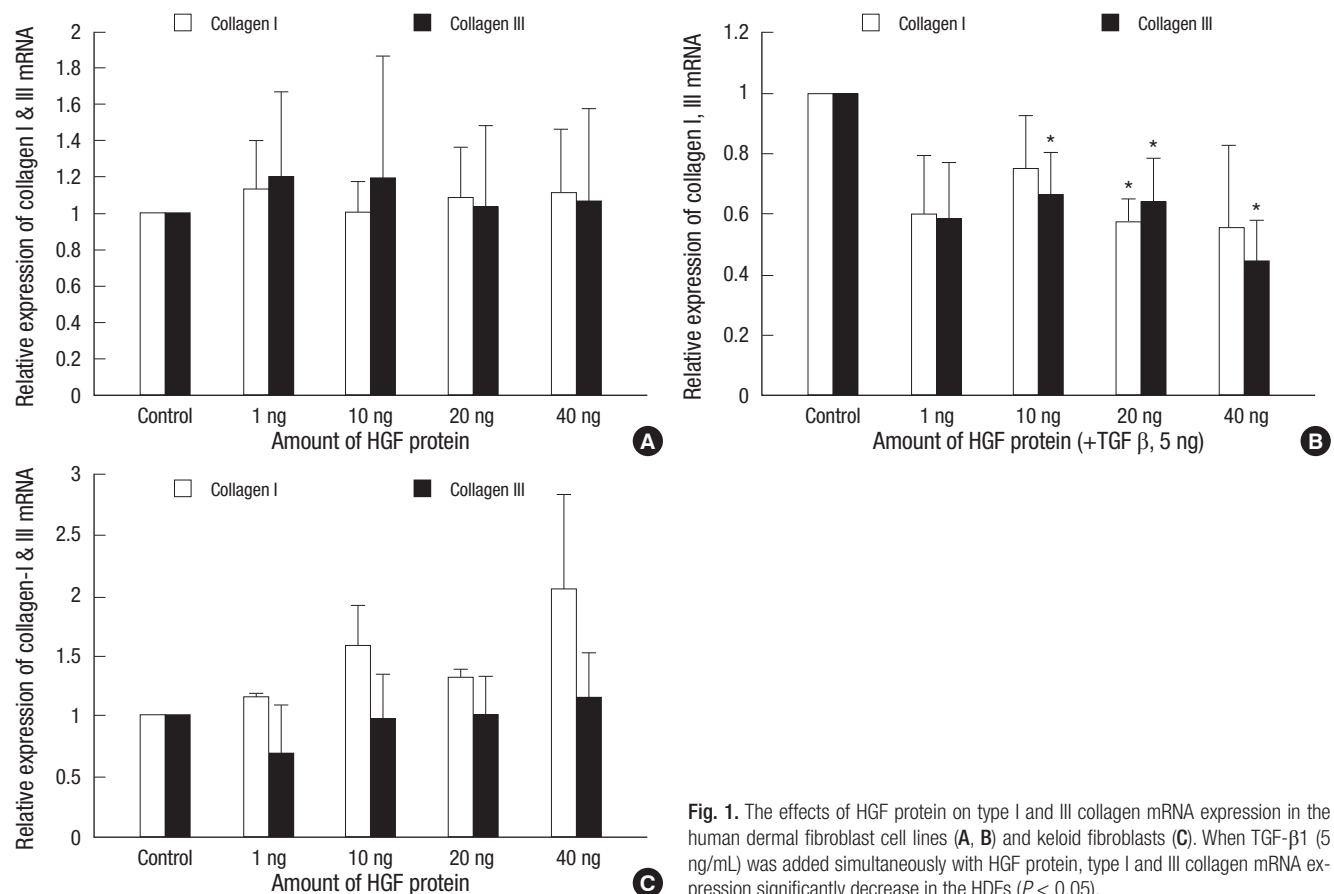 Relative expression of collagen I & III mRNA
2
1.8
1.6
1.4
1.2
1
0.8
0.6
0.4
0.2
0
Collagen I
Collagen III
Control
1 ng
10 ng
20 ng
40 ng
Amount of HGF protein
A
Relative expression of collagen I, III mRNA
1.2
1
0.8
0.6
0.4
0.2
0
Collagen I
Collagen III
*
*
*
*
Control
1 ng
10 ng
20 ng
40 ng
Amount of HGF protein (+TGF β, 5 ng)
B
Relative expression of collagen-I & III mRNA
3
2.5
2
1.5
1
0.5
0
Collagen I
Collagen III
Control
1 ng
10 ng
20 ng
40 ng
Amount of HGF protein
C
Fig. 1. The effects of HGF protein on type I and III collagen mRNA expression in the
human dermal fibroblast cell lines (A, B) and keloid fibroblasts (C). When TGF-β1 (5
ng/mL) was added simultaneously with HGF protein, type I and III collagen mRNA ex-
pression significantly decrease in the HDFs (P < 0.05).